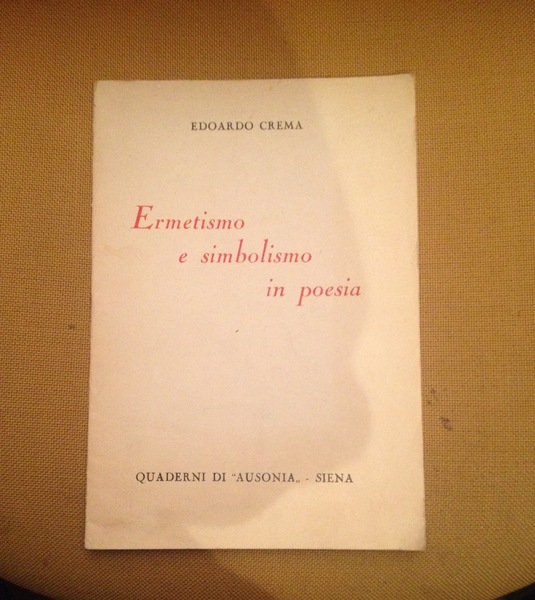 EDOARDO CREMA
Ermetismo
e simbolismo
in poesia
QUADERNI DI “AUSONIA„ - SIENA